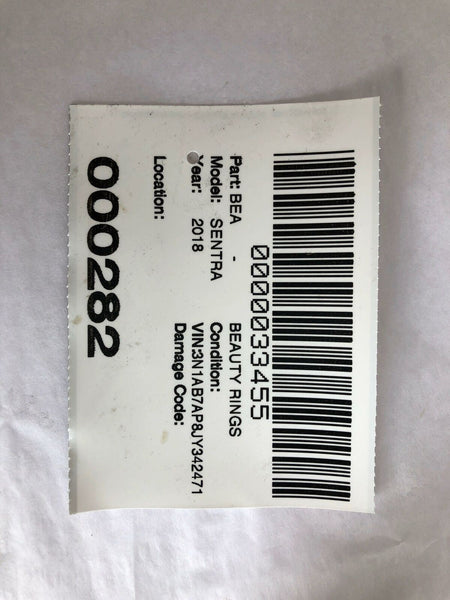 0000033455
Part: BEA - BEAUTY RINGS
Model: SENTRA Condition:
Year: 2018 VIN:3N1AB7AP8JY342471
Damage Code:
Location:
000282